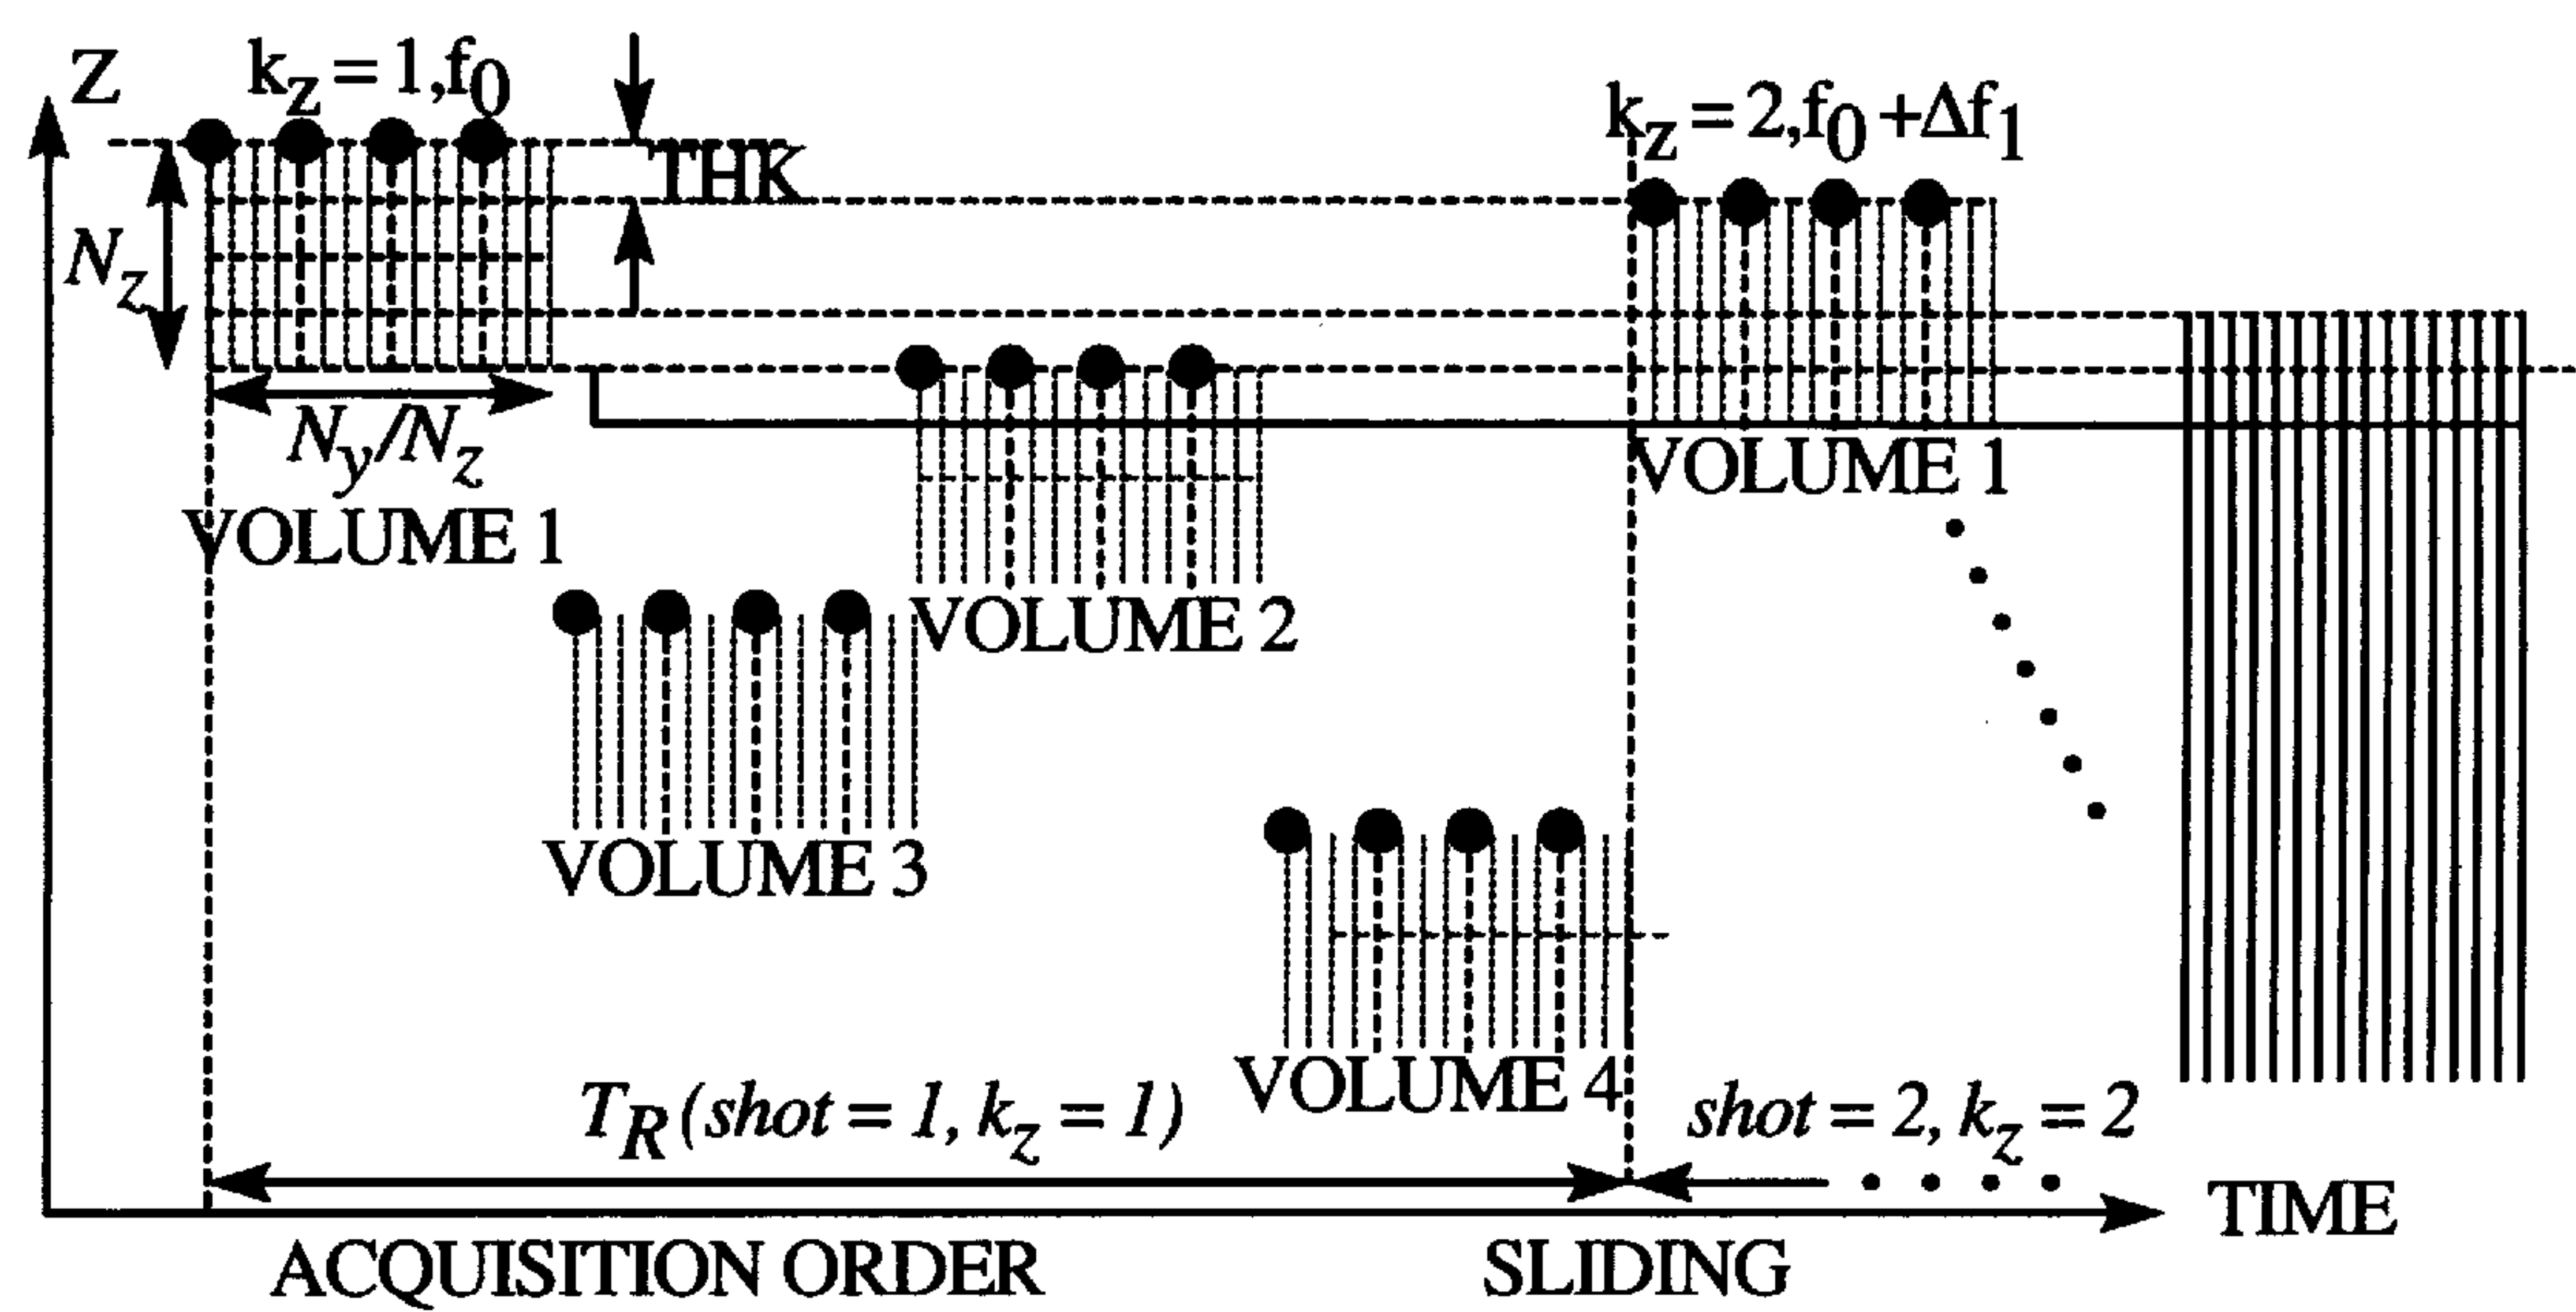 Z
k_z = 1, f_0
THK
k_z = 2, f_0 + Δf_1
N_z
N_y/N_z
VOLUME 1
VOLUME 1
VOLUME 2
VOLUME 3
VOLUME 4
T_R (shot = 1, k_z = 1)
shot = 2, k_z = 2
TIME
ACQUISITION ORDER
SLIDING